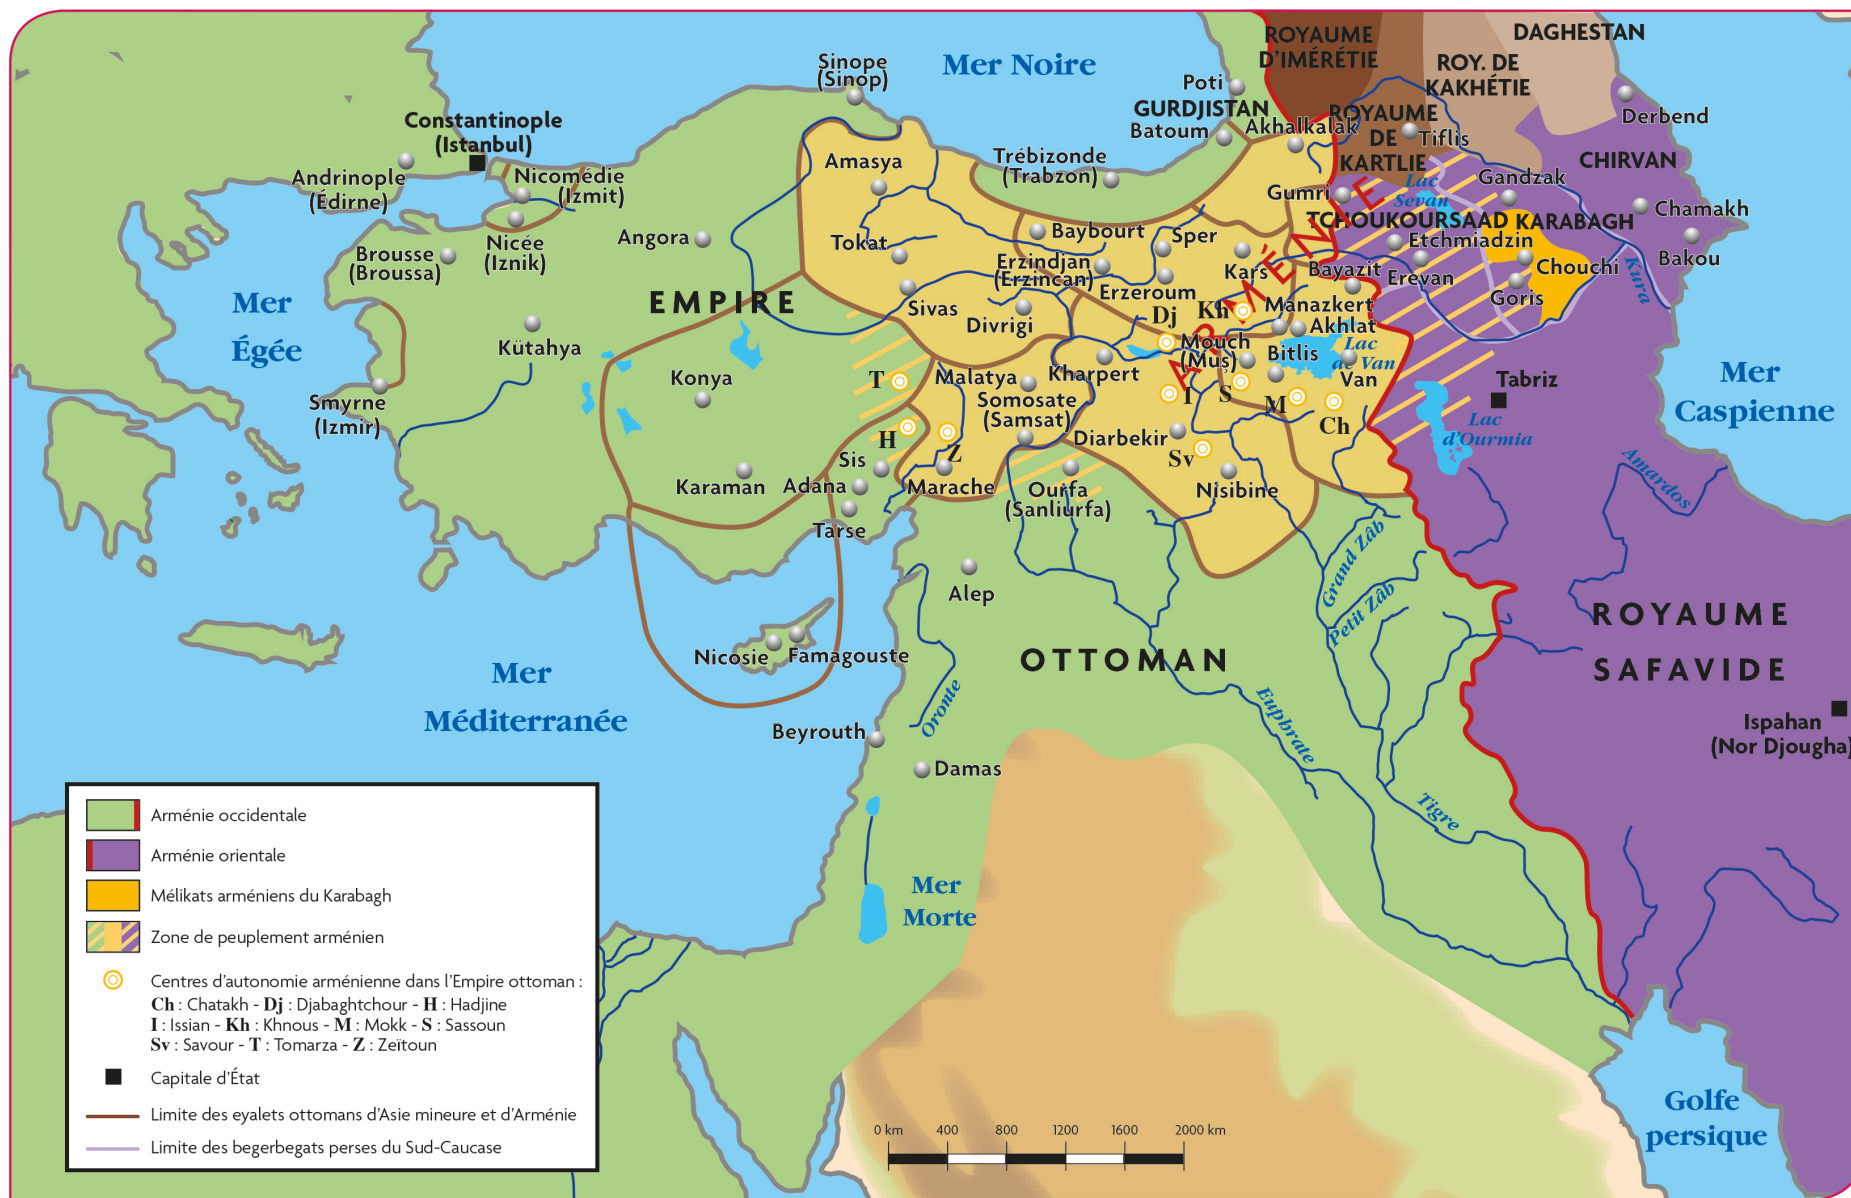 ROYAUME
D'IMÉRÉTIE
DAGHESTAN
ROY. DE
KAKHÉTIE
Mer Noire
Sinope
(Sinop)
Poti
GURDJISTAN
Batoum
Akhalkalak
ROYAUME
DE
KARTLIE
Tiflis
Derbend
CHIRVAN
Constantinople
(Istanbul)
Andrinople
(Édirne)
Nicomédie
(Izmit)
Nicée
(Iznik)
Brousse
(Broussa)
Angora
Amasya
Tokat
Trébizonde
(Trabzon)
Gumri
Lac
Sevan
Gandzak
TCHOUKOURSAAD
KARABAGH
Chamakh
Bakou
Etchmiadzin
Erevan
Chouchi
Goris
Kura
Baybourt
Sper
Erzindjan
(Erzincan)
Erzeroum
Kars
Bayazit
ARMÉNIE
Manazkert
Akhlat
Sivas
Divrigi
Dj
Kh
Mouch
(Muş)
Bitlis
Lac
de Van
Van
Mer
Égée
EMPIRE
Kütahya
Konya
Smyrne
(Izmir)
Karaman
T
H
Z
Malatya
Kharpert
Somosate
(Samsat)
I
S
M
Ch
Diarbekir
Sv
Nisibine
Sis
Adana
Tarse
Marache
Ourfa
(Sanliurfa)
Tabriz
Lac
d'Ourmia
Mer
Caspienne
Amardos
Alep
Grand Zâb
Petit Zâb
Nicosie
Famagouste
Mer
Méditerranée
OTTOMAN
ROYAUME
SAFAVIDE
Ispahan
(Nor Djougha)
Oronte
Euphrate
Tigre
Beyrouth
Damas
Mer
Morte
Golfe
persique
Arménie occidentale
Arménie orientale
Mélikats arméniens du Karabagh
Zone de peuplement arménien
Centres d'autonomie arménienne dans l'Empire ottoman :
Ch : Chatakh - Dj : Djabaghtchour - H : Hadjine
I : Issian - Kh : Khnous - M : Mokk - S : Sassoun
Sv : Savour - T : Tomarza - Z : Zeïtoun
Capitale d'État
Limite des eyalets ottomans d'Asie mineure et d'Arménie
Limite des begerbegats perses du Sud-Caucase
0 km 400 800 1200 1600 2000 km